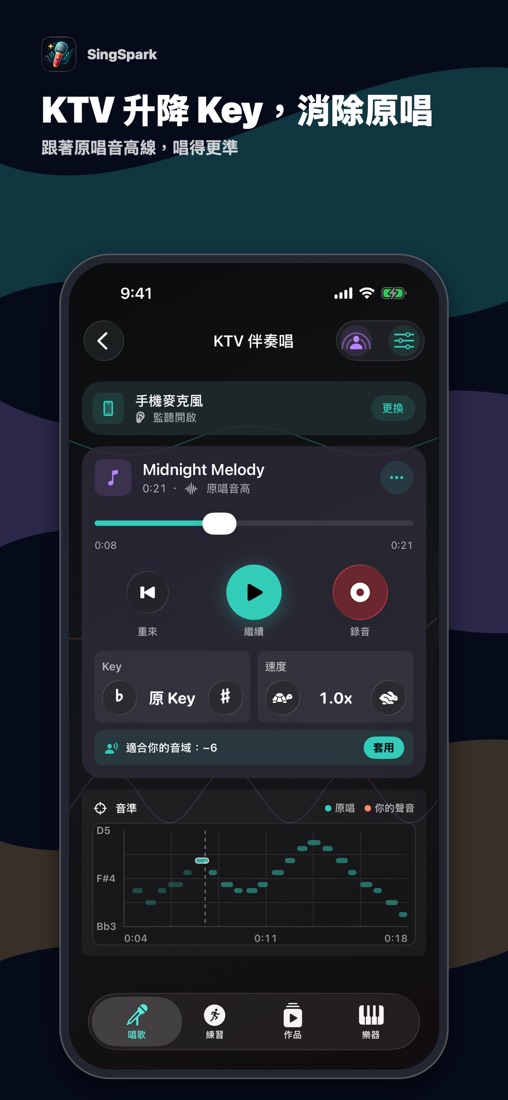 SingSpark
KTV 升降 Key，消除原唱
跟著原唱音高線，唱得更準
9:41
KTV 伴奏唱
手機麥克風
監聽開啟
更換
Midnight Melody
0:21 · 原唱音高
0:08
0:21
重來
繼續
錄音
Key
♭ 原 Key ♯
速度
1.0x
適合你的音域：−6
套用
音準
原唱
你的聲音
D5
F#4
Bb3
0:04
0:11
0:18
唱歌
練習
作品
樂器